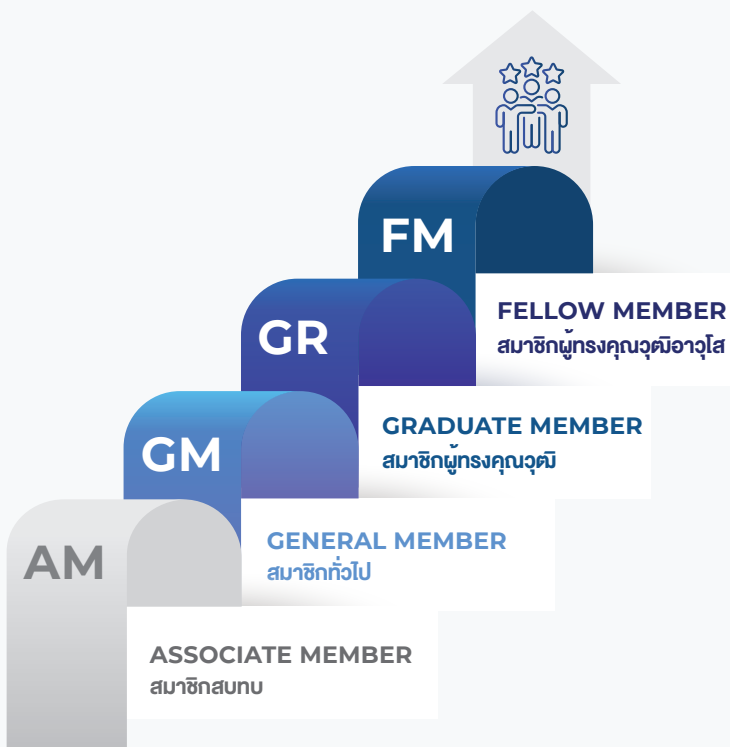 FM
FELLOW MEMBER
สมาชิกผู้ทรงคุณวุฒิอาวุโส
GR
GRADUATE MEMBER
สมาชิกผู้ทรงคุณวุฒิ
GM
GENERAL MEMBER
สมาชิกทั่วไป
AM
ASSOCIATE MEMBER
สมาชิกสบทบ